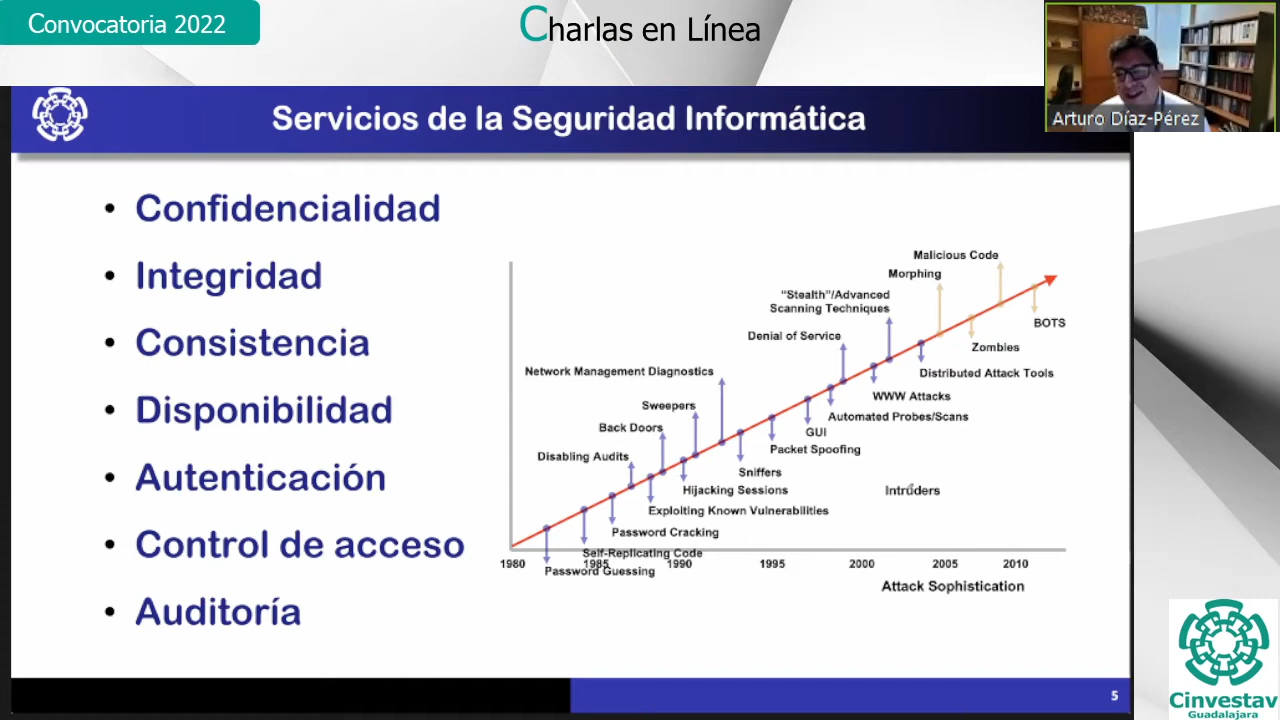 Convocatoria 2022
Charlas en Línea
Arturo Díaz-Pérez
Servicios de la Seguridad Informática
• Confidencialidad
• Integridad
• Consistencia
• Disponibilidad
• Autenticación
• Control de acceso
• Auditoría
Malicious Code
Morphing
“Stealth”/Advanced
Scanning Techniques
BOTS
Denial of Service
Zombies
Network Management Diagnostics
Distributed Attack Tools
WWW Attacks
Sweepers
Automated Probes/Scans
Back Doors
GUI
Packet Spoofing
Disabling Audits
Sniffers
Hijacking Sessions
Intruders
Exploiting Known Vulnerabilities
Password Cracking
Self-Replicating Code
1980 1985 1990 1995 2000 2005 2010
Password Guessing
Attack Sophistication
5
Cinvestav
Guadalajara